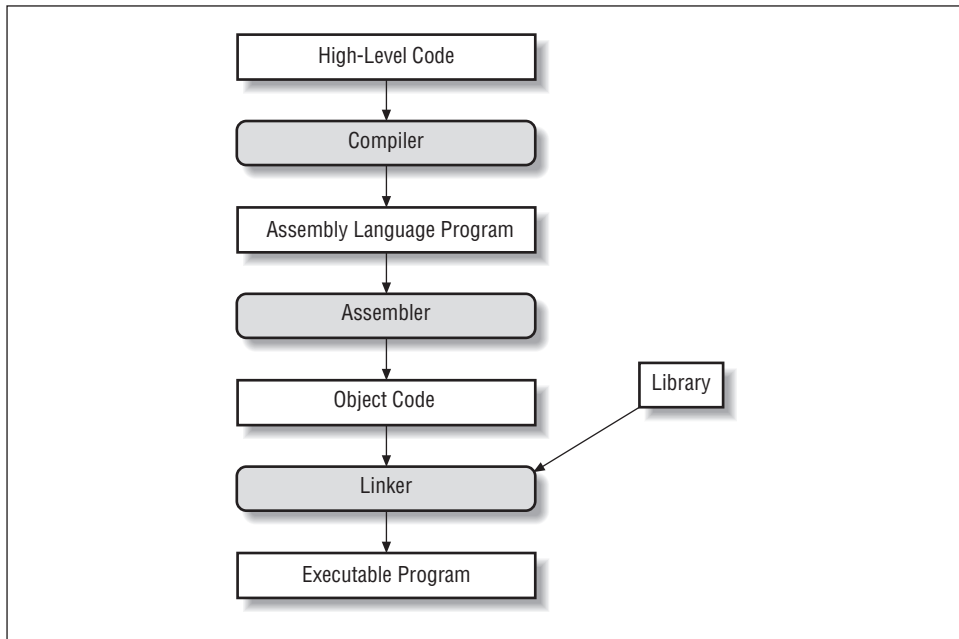 High-Level Code
Compiler
Assembly Language Program
Assembler
Object Code
Library
Linker
Executable Program